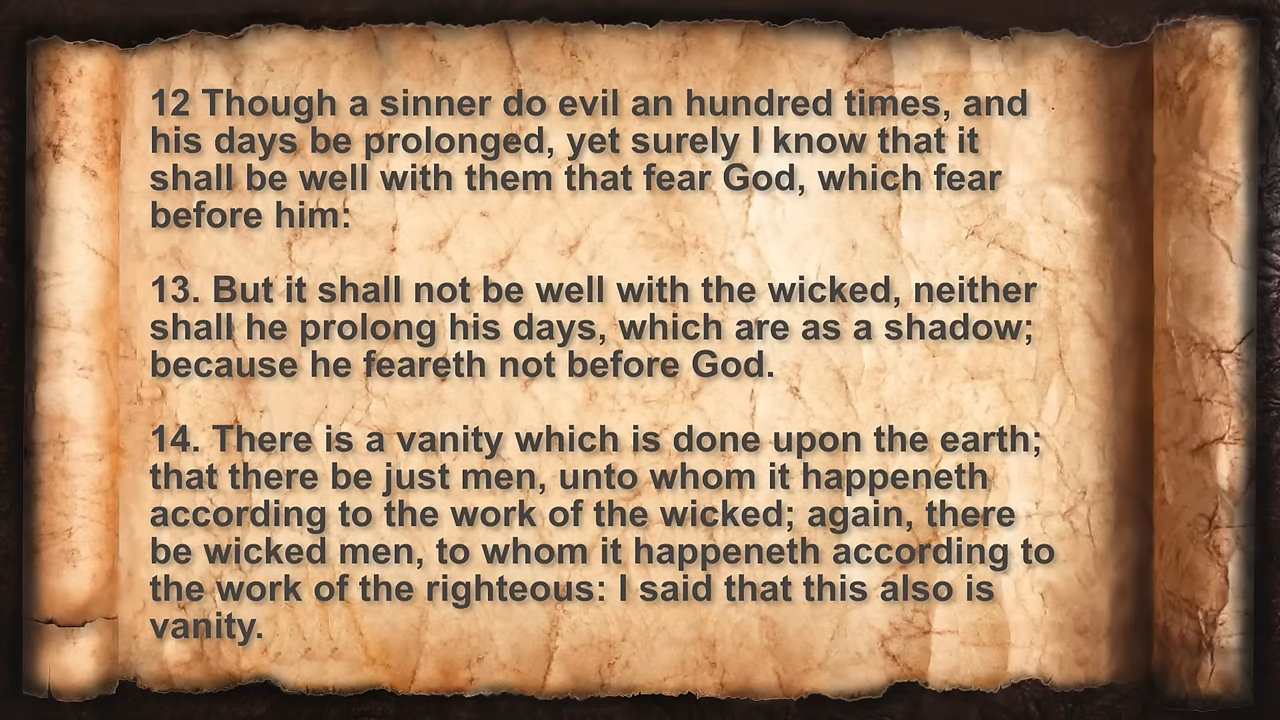 12 Though a sinner do evil an hundred times, and
his days be prolonged, yet surely I know that it
shall be well with them that fear God, which fear
before him:
13. But it shall not be well with the wicked, neither
shall he prolong his days, which are as a shadow;
because he feareth not before God.
14. There is a vanity which is done upon the earth;
that there be just men, unto whom it happeneth
according to the work of the wicked; again, there
be wicked men, to whom it happeneth according to
the work of the righteous: I said that this also is
vanity.